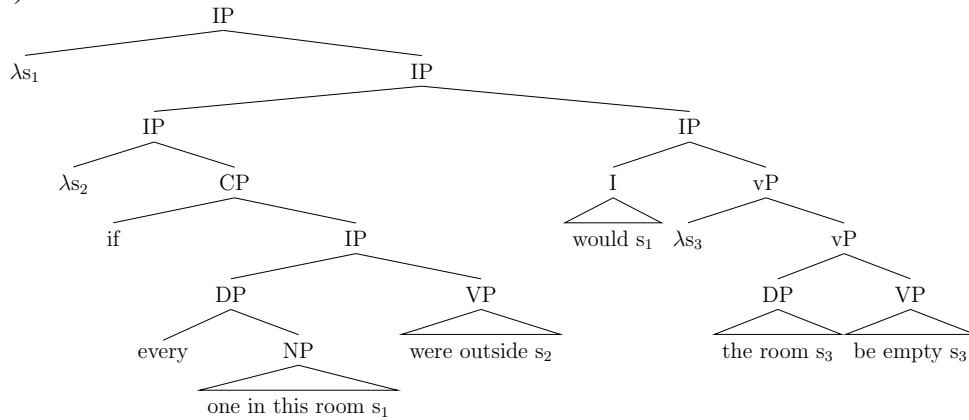 IP
λs₁ IP
IP IP
λs₂ CP I vP
if IP would s₁ λs₃ vP
DP VP DP VP
every NP were outside s₂ the room s₃ be empty s₃
one in this room s₁